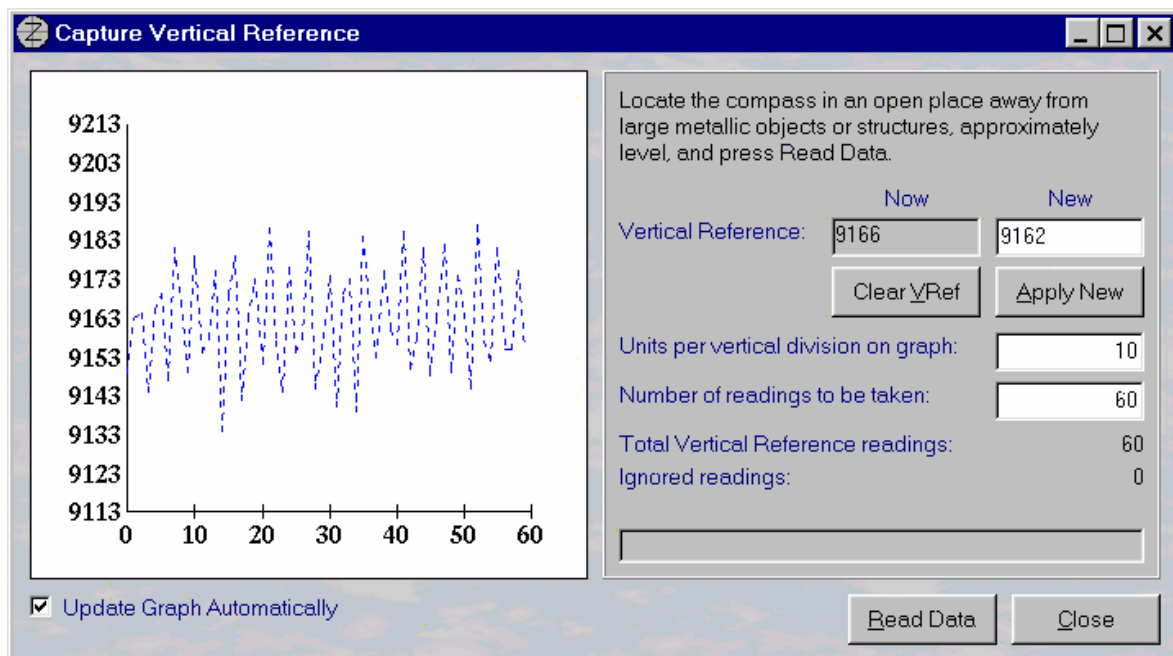 Capture Vertical Reference
9213
9203
9193
9183
9173
9163
9153
9143
9133
9123
9113
0 10 20 30 40 50 60
Locate the compass in an open place away from
large metallic objects or structures, approximately
level, and press Read Data.
Now New
Vertical Reference: 9166 9162
Clear VRef Apply New
Units per vertical division on graph: 10
Number of readings to be taken: 60
Total Vertical Reference readings: 60
Ignored readings: 0
Update Graph Automatically
Read Data Close